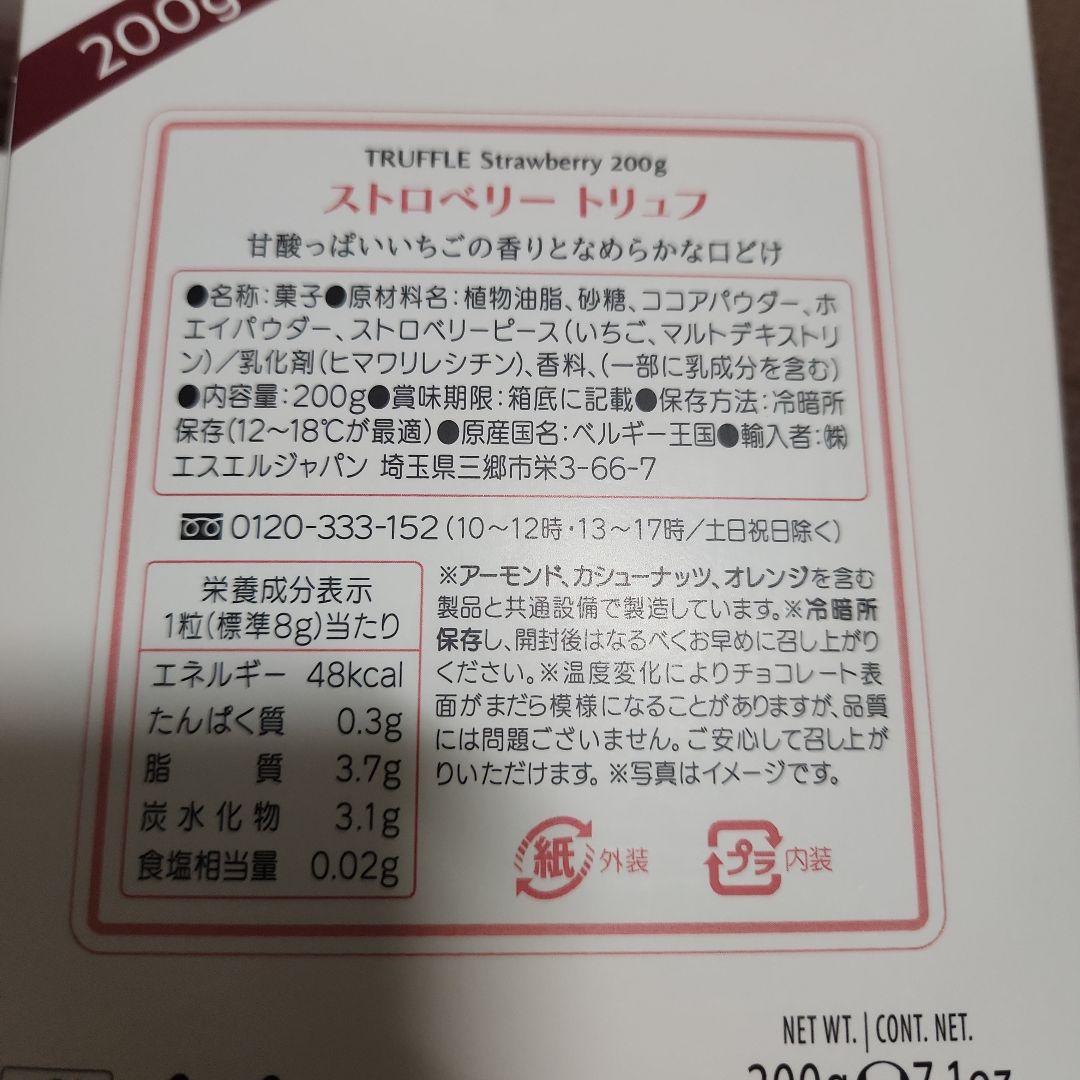 200g
TRUFFLE Strawberry 200g
ストロベリー トリュフ
甘酸っぱいいちごの香りとなめらかな口どけ
●名称:菓子●原材料名:植物油脂、砂糖、ココアパウダー、ホ
エイパウダー、ストロベリーピース(いちご、マルトデキストリ
ン)/乳化剤(ヒマワリレシチン)、香料、(一部に乳成分を含む)
●内容量:200g●賞味期限:箱底に記載●保存方法:冷暗所
保存(12〜18℃が最適)●原産国名:ベルギー王国●輸入者:㈱
エスエルジャパン 埼玉県三郷市栄3-66-7
0120-333-152(10〜12時・13〜17時/土日祝日除く)
栄養成分表示
1粒(標準8g)当たり
エネルギー 48kcal
たんぱく質 0.3g
脂質 3.7g
炭水化物 3.1g
食塩相当量 0.02g
※アーモンド、カシューナッツ、オレンジを含む
製品と共通設備で製造しています。※冷暗所
保存し、開封後はなるべくお早めに召し上がり
ください。※温度変化によりチョコレート表
面がまだら模様になることがありますが、品質
には問題ございません。ご安心して召し上が
りいただけます。※写真はイメージです。
紙 外装
プラ 内装
NET WT. | CONT. NET.
200g 7.1oz